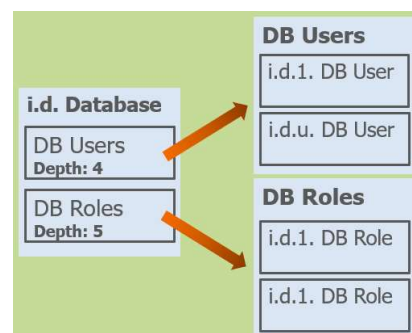 i.d. Database
DB Users
Depth: 4
DB Roles
Depth: 5
DB Users
i.d.1. DB User
i.d.u. DB User
DB Roles
i.d.1. DB Role
i.d.1. DB Role